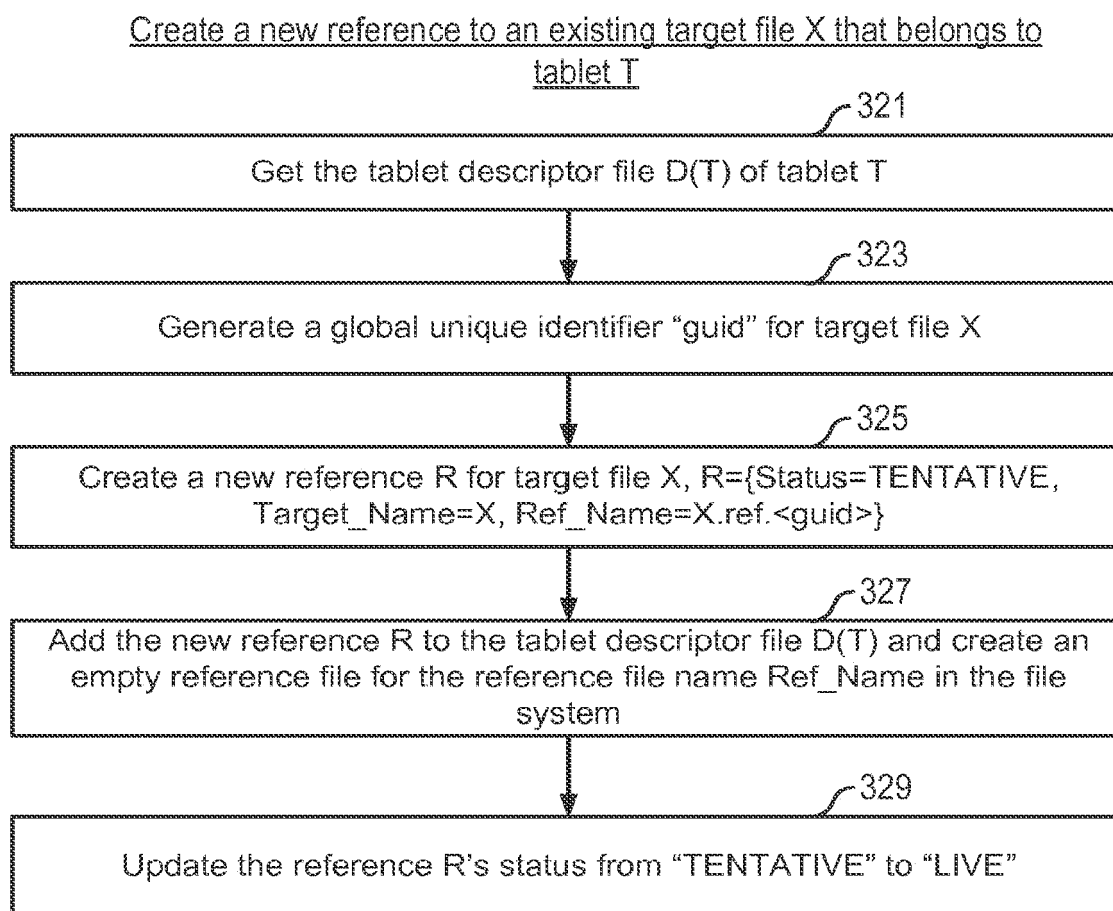 Create a new reference to an existing target file X that belongs to
tablet T
321
Get the tablet descriptor file D(T) of tablet T
323
Generate a global unique identifier “guid” for target file X
325
Create a new reference R for target file X, R={Status=TENTATIVE,
Target_Name=X, Ref_Name=X.ref.<guid>}
327
Add the new reference R to the tablet descriptor file D(T) and create an
empty reference file for the reference file name Ref_Name in the file
system
329
Update the reference R's status from “TENTATIVE” to “LIVE”